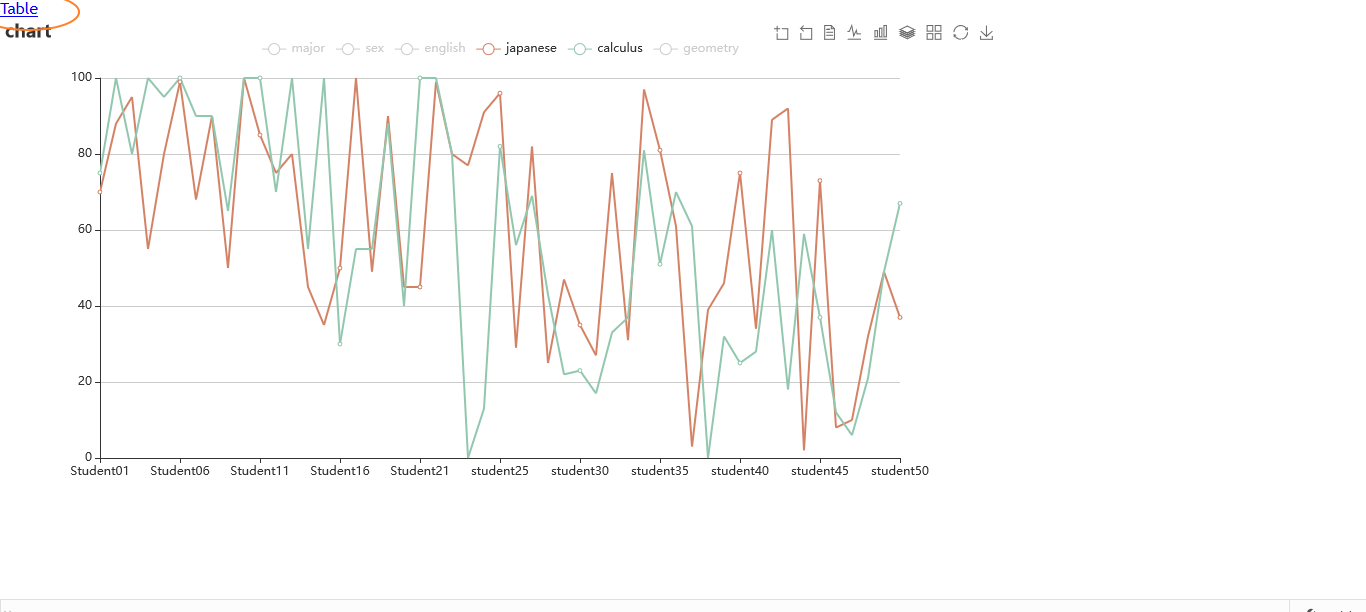 Table
chart
major sex english japanese calculus geometry
100
80
60
40
20
0
Student01 Student06 Student11 Student16 Student21 student25 student30 student35 student40 student45 student50